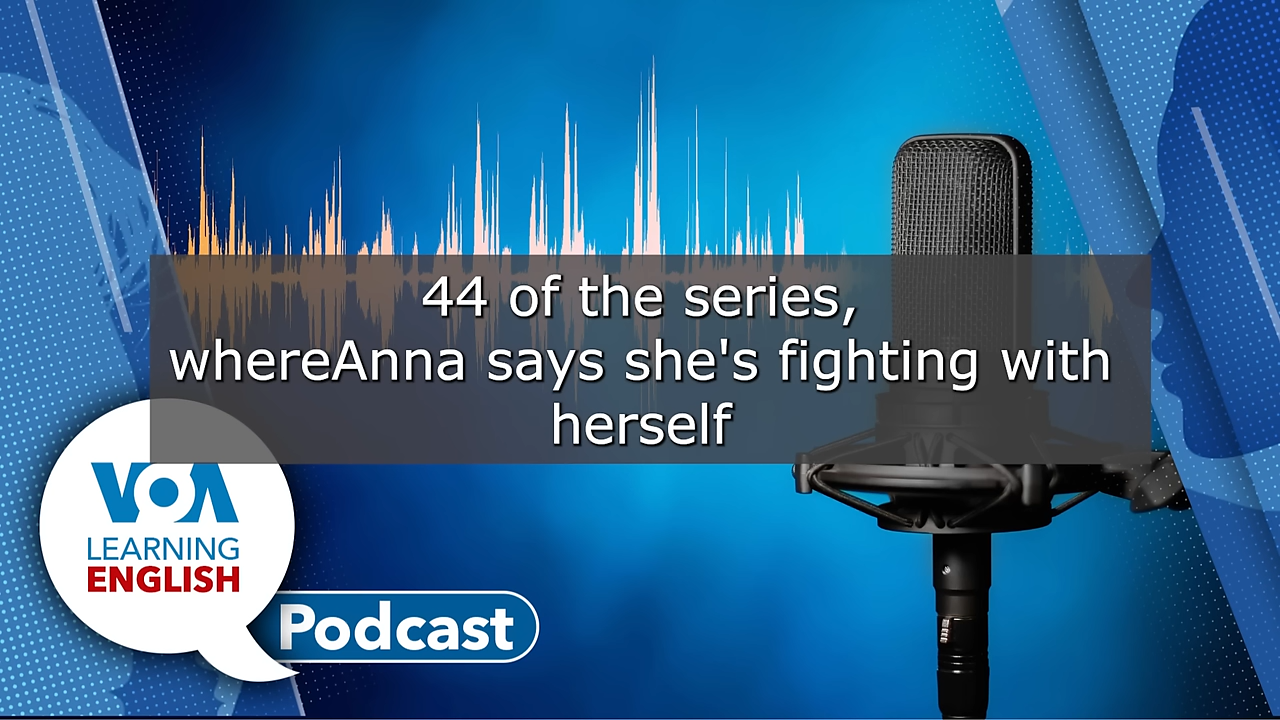 44 of the series,
whereAnna says she's fighting with
herself
VOA
LEARNING
ENGLISH
Podcast